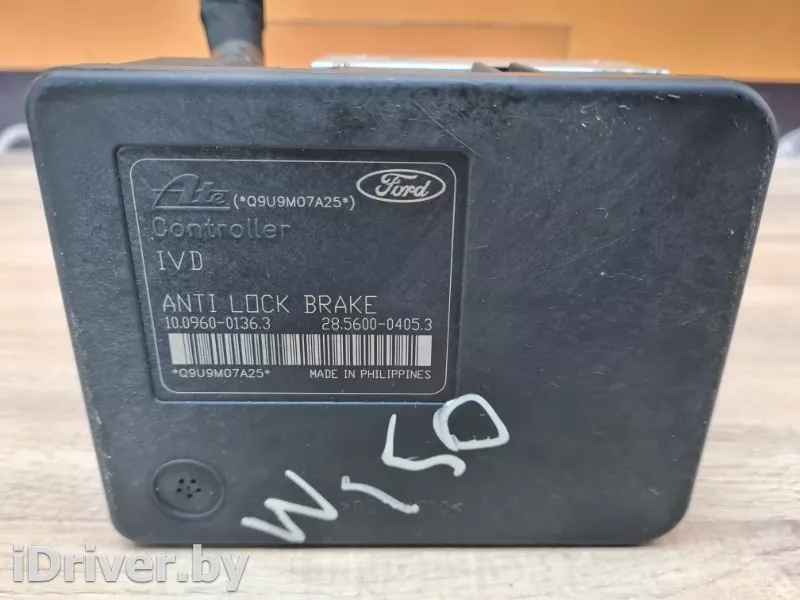 Ate (*Q9U9M07A25*) Ford
Controller
IVD
ANTI LOCK BRAKE
10.0960-0136.3 28.5600-0405.3
*Q9U9M07A25* MADE IN PHILIPPINES
W150
iDriver.by